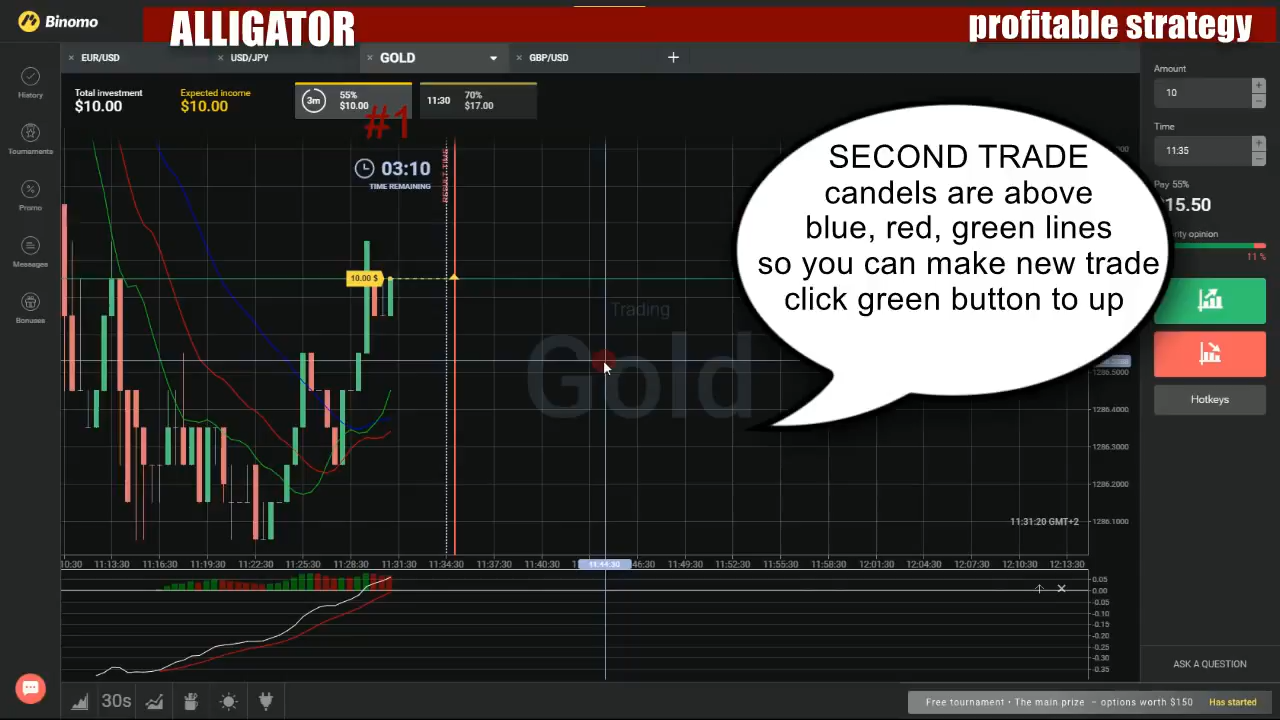 Binomo
ALLIGATOR
profitable strategy
EUR/USD
USD/JPY
GOLD
GBP/USD
Total investment
$10.00
Expected income
$10.00
3m
55%
$10.00
11:30
70%
$17.00
#1
03:10
TIME REMAINING
10.00 $
Trading
Gold
SECOND TRADE
candels are above
blue, red, green lines
so you can make new trade
click green button to up
History
Tournaments
Promo
Messages
Bonuses
Amount
10
Time
11:35
Pay 55%
$15.50
opinion
11 %
Hotkeys
1286.5000
1286.4000
1286.3000
1286.2000
1286.1000
11:31:20 GMT+2
10:30 11:13:30 11:16:30 11:19:30 11:22:30 11:25:30 11:28:30 11:31:30 11:34:30 11:37:30 11:40:30 11:44:30 46:30 11:49:30 11:52:30 11:55:30 11:58:30 12:01:30 12:04:30 12:07:30 12:10:30 12:13:30
0.05
0.00
-0.05
-0.10
-0.15
-0.20
-0.25
-0.30
-0.35
30s
ASK A QUESTION
Free tournament • The main prize – options worth $150 Has started